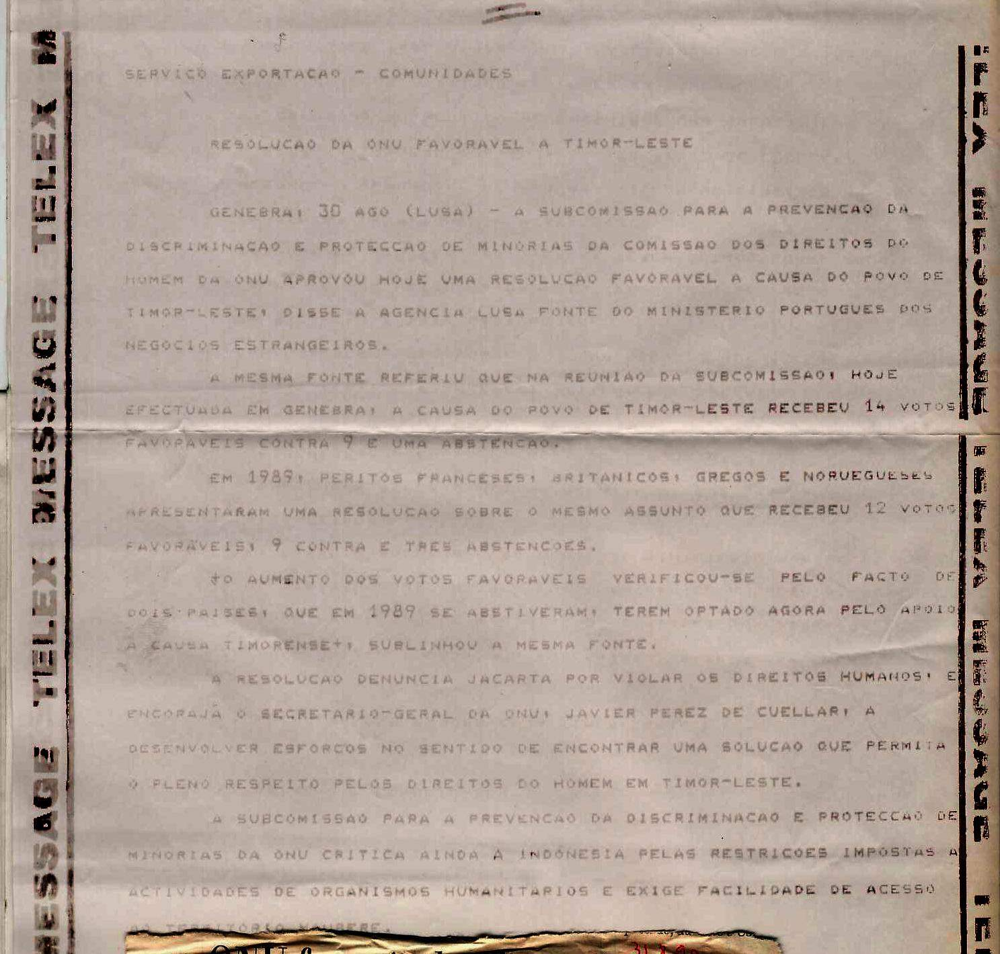 SERVICO EXPORTACAO - COMUNIDADES
RESOLUCAO DA ONU FAVORAVEL A TIMOR-LESTE
GENEBRA, 30 AGO (LUSA) - A SUBCOMISSAO PARA A PREVENCAO DA
DISCRIMINACAO E PROTECCAO DE MINORIAS DA COMISSAO DOS DIREITOS DO
HOMEM DA ONU APROVOU HOJE UMA RESOLUCAO FAVORAVEL A CAUSA DO POVO DE
TIMOR-LESTE, DISSE A AGENCIA LUSA FONTE DO MINISTERIO PORTUGUES DOS
NEGOCIOS ESTRANGEIROS.
A MESMA FONTE REFERIU QUE NA REUNIAO DA SUBCOMISSAO, HOJE
EFECTUADA EM GENEBRA, A CAUSA DO POVO DE TIMOR-LESTE RECEBEU 14 VOTOS
FAVORAVEIS CONTRA 9 E UMA ABSTENCAO.
EM 1989, PERITOS FRANCESES, BRITANICOS, GREGOS E NORUEGUESES
APRESENTARAM UMA RESOLUCAO SOBRE O MESMO ASSUNTO QUE RECEBEU 12 VOTOS
FAVORAVEIS, 9 CONTRA E TRES ABSTENCOES.
+O AUMENTO DOS VOTOS FAVORAVEIS VERIFICOU-SE PELO FACTO DE
DOIS PAISES, QUE EM 1989 SE ABSTIVERAM, TEREM OPTADO AGORA PELO APOIO
A CAUSA TIMORENSE+, SUBLINHOU A MESMA FONTE.
A RESOLUCAO DENUNCIA JACARTA POR VIOLAR OS DIREITOS HUMANOS, E
ENCORAJA O SECRETARIO-GERAL DA ONU, JAVIER PEREZ DE CUELLAR, A
DESENVOLVER ESFORCOS NO SENTIDO DE ENCONTRAR UMA SOLUCAO QUE PERMITA
O PLENO RESPEITO PELOS DIREITOS DO HOMEM EM TIMOR-LESTE.
A SUBCOMISSAO PARA A PREVENCAO DA DISCRIMINACAO E PROTECCAO DE
MINORIAS DA ONU CRITICA AINDA A INDONESIA PELAS RESTRICOES IMPOSTAS A
ACTIVIDADES DE ORGANISMOS HUMANITARIOS E EXIGE FACILIDADE DE ACESSO
AO TERRITORIO MAUBERE.
TELEX MESSAGE TELEX MESSAGE
TELEX MESSAGE TELEX MESSAGE
ONU